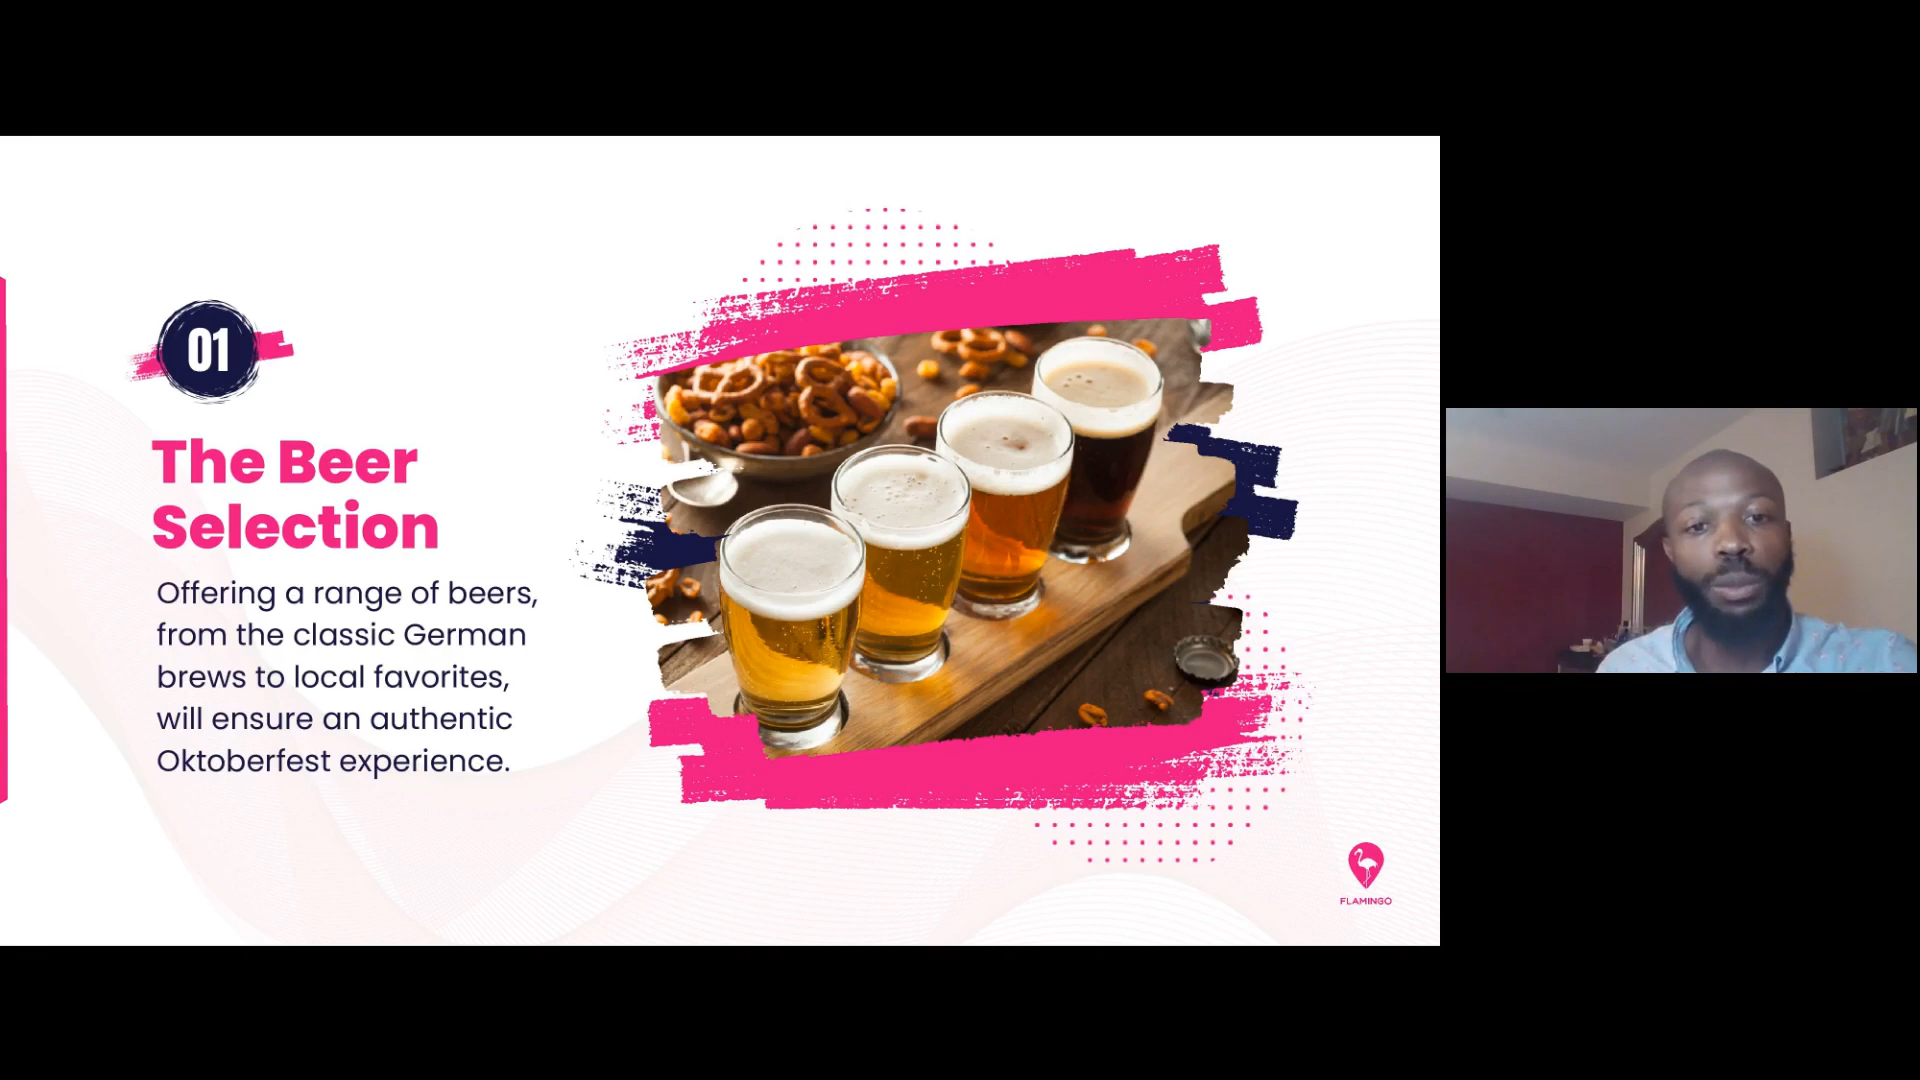 01
The Beer
Selection
Offering a range of beers,
from the classic German
brews to local favorites,
will ensure an authentic
Oktoberfest experience.
FLAMINGO